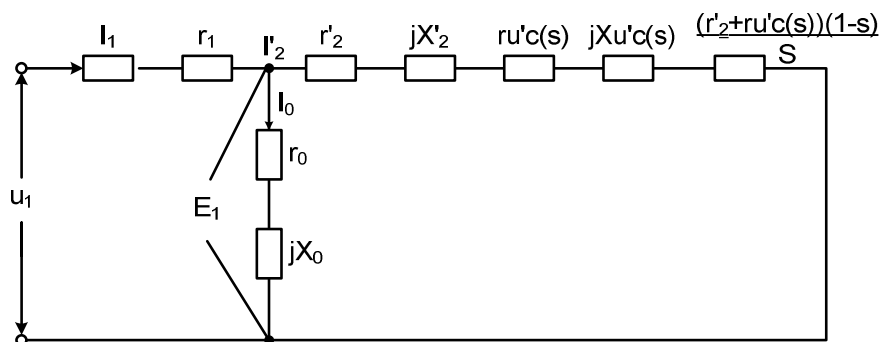 I₁
r₁
I'₂
r'₂
jX'₂
ru'c(s)
jXu'c(s)
(r'₂+ru'c(s))(1-s)
S
I₀
r₀
u₁
E₁
jX₀